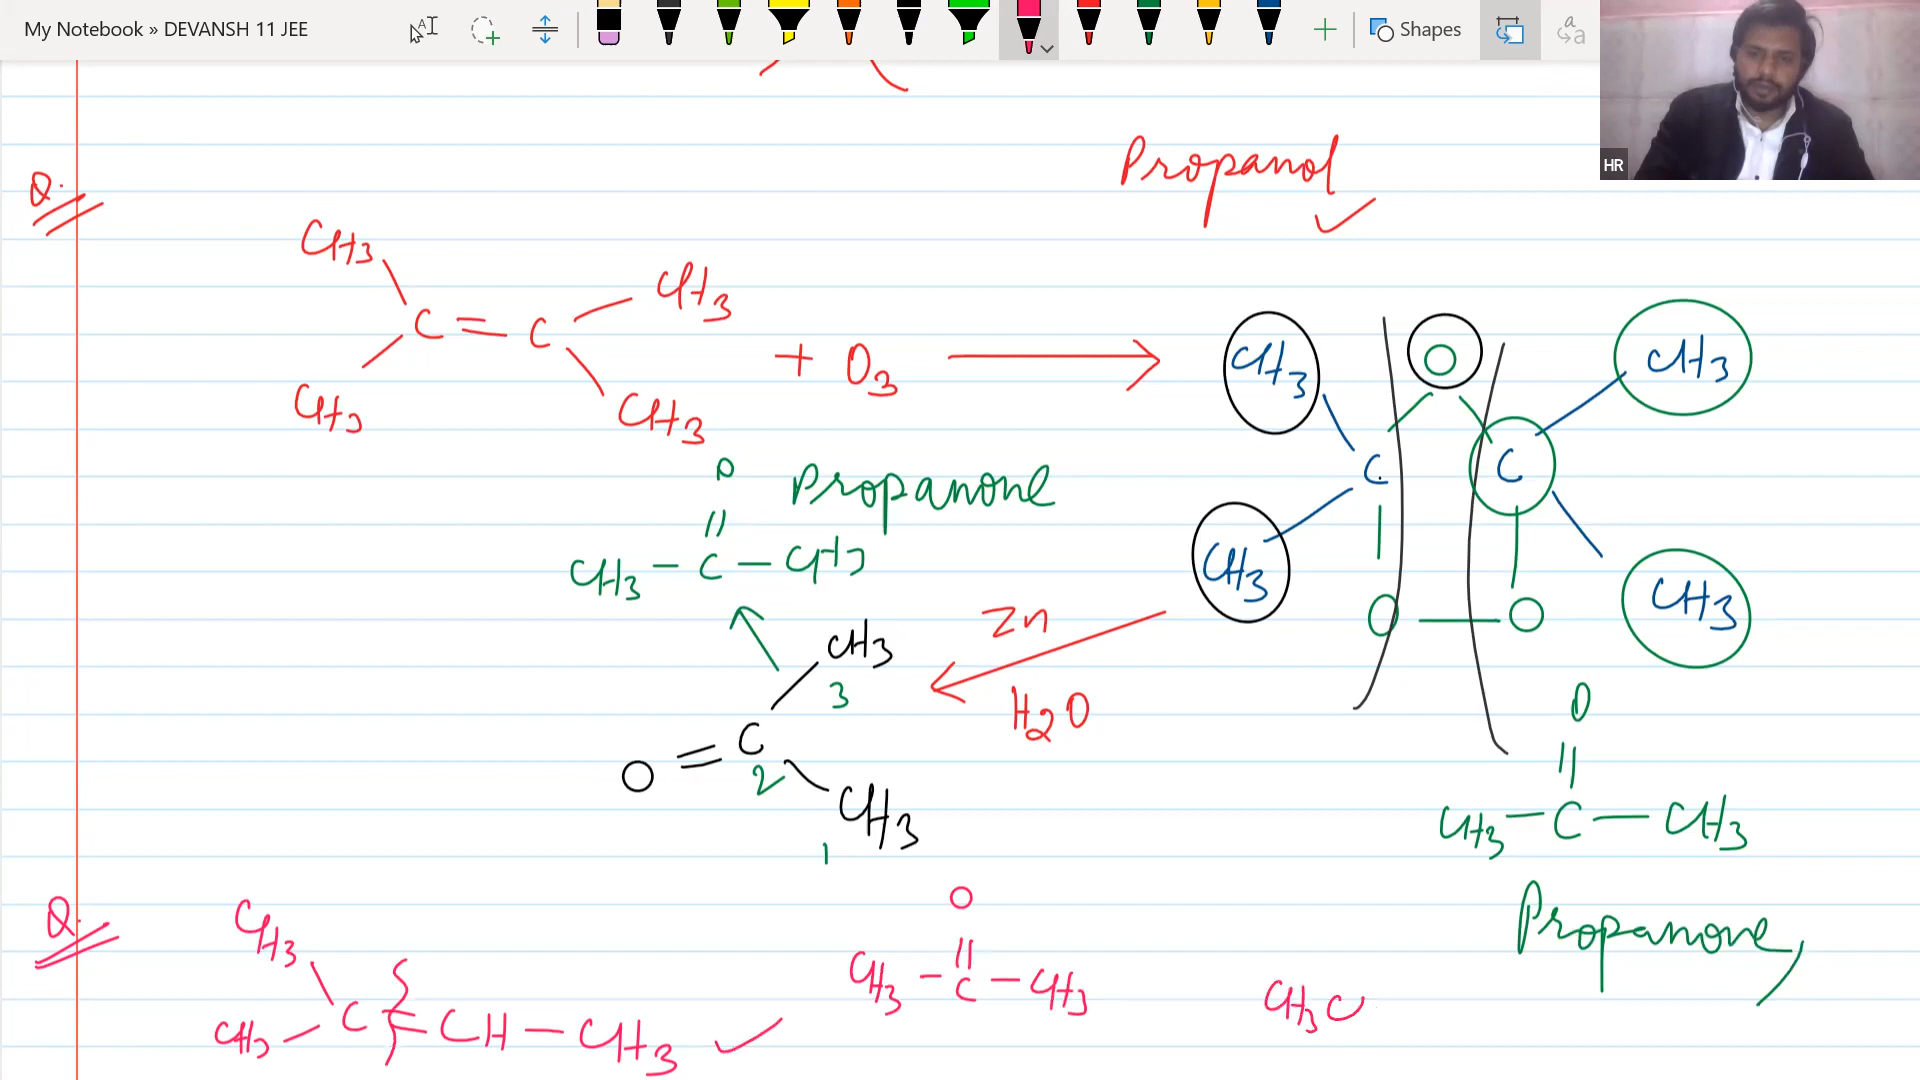 My Notebook » DEVANSH 11 JEE
Shapes
HR
Propanol
Q.
CH3
CH3
C = C
+ O3
CH3
CH3
CH3
O
CH3
C
C
CH3
CH3
O
O
O
Propanone
CH3 - C - CH3
Zn
H2O
CH3
3
O = C
2
CH3
1
O
CH3 - C - CH3
Propanone,
Q.
CH3
CH3 - C = CH - CH3
O
CH3 - C - CH3
CH3C